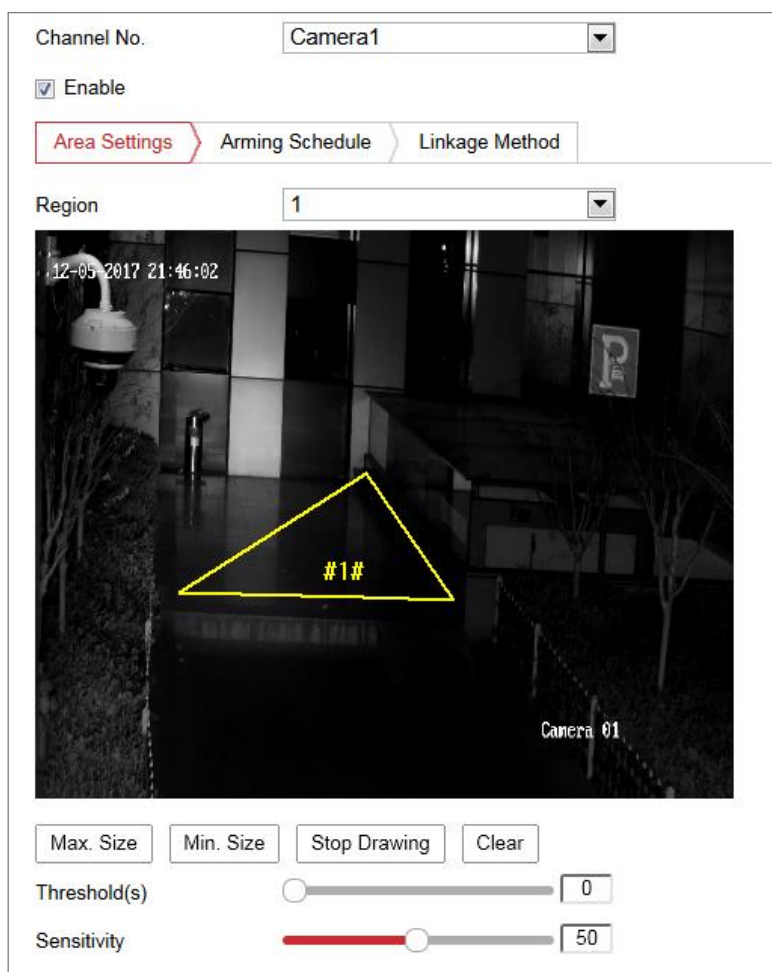 Channel No. Camera1
Enable
Area Settings Arming Schedule Linkage Method
Region 1
12-05-2017 21:46:02
P
#1#
Camera 01
Max. Size Min. Size Stop Drawing Clear
Threshold(s) 0
Sensitivity 50